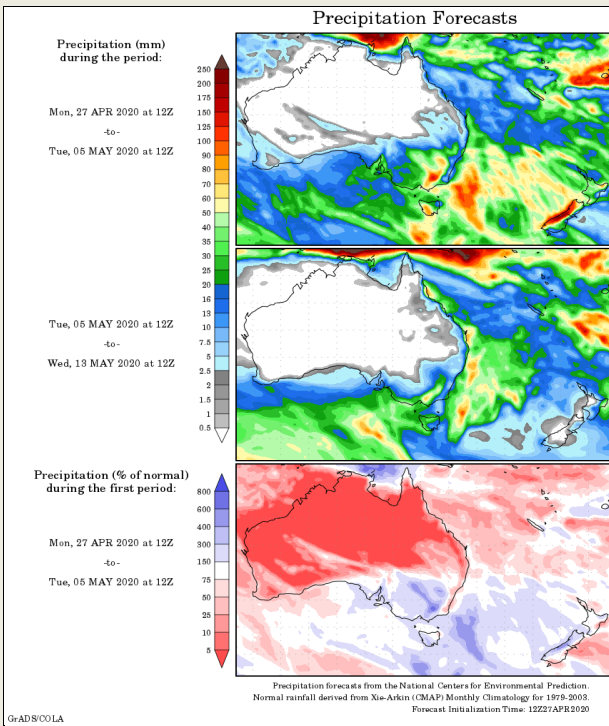 Precipitation Forecasts
Precipitation (mm)
during the period:
Mon, 27 APR 2020 at 12Z
-to-
Tue, 05 MAY 2020 at 12Z
250
200
175
150
125
100
90
80
70
60
50
40
35
30
25
20
16
13
10
7.5
5
2.5
2
1.5
1
0.5
Tue, 05 MAY 2020 at 12Z
-to-
Wed, 13 MAY 2020 at 12Z
Precipitation (% of normal)
during the first period:
Mon, 27 APR 2020 at 12Z
-to-
Tue, 05 MAY 2020 at 12Z
800
600
400
300
150
75
50
25
10
5
Precipitation forecasts from the National Centers for Environmental Prediction.
Normal rainfall derived from Xie-Arkin (CMAP) Monthly Climatology for 1979-2003.
Forecast Initialization Time: 12Z27APR2020
GrADS/COLA